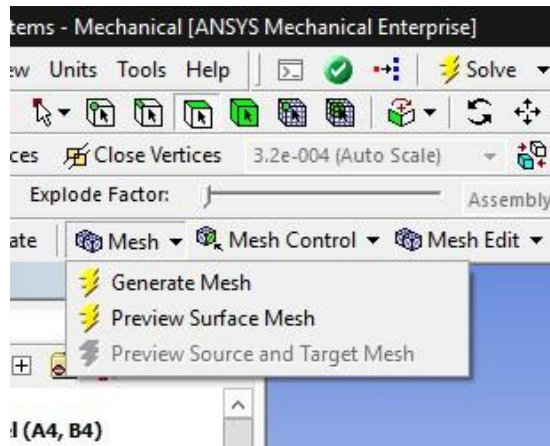 tems - Mechanical [ANSYS Mechanical Enterprise]
ew Units Tools Help Solve
ces Close Vertices 3.2e-004 (Auto Scale)
Explode Factor: Assembly
ate Mesh Mesh Control Mesh Edit
Generate Mesh
Preview Surface Mesh
Preview Source and Target Mesh
l (A4, B4)